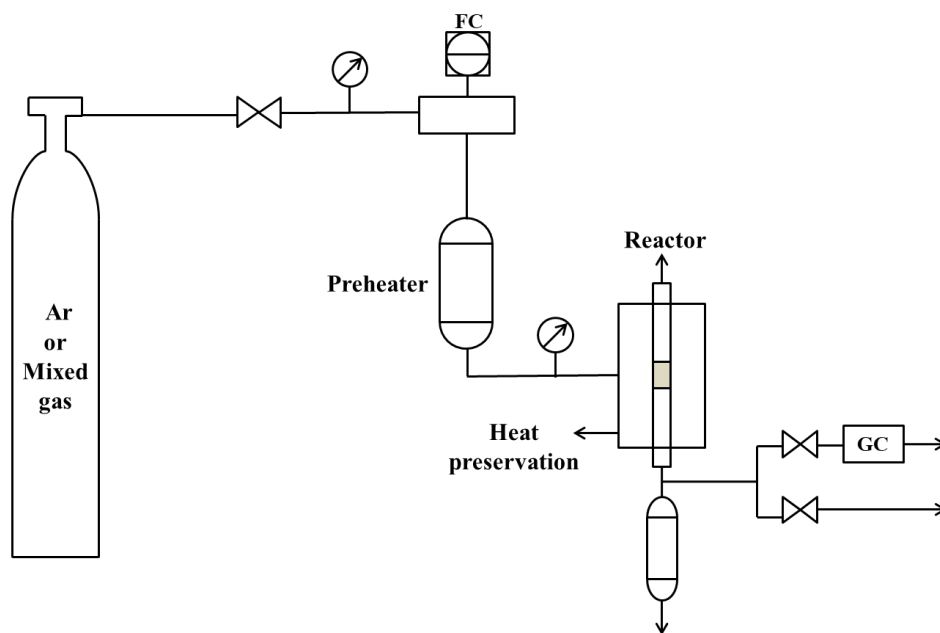 FC
Reactor
Preheater
Ar
or
Mixed
gas
Heat
preservation
GC